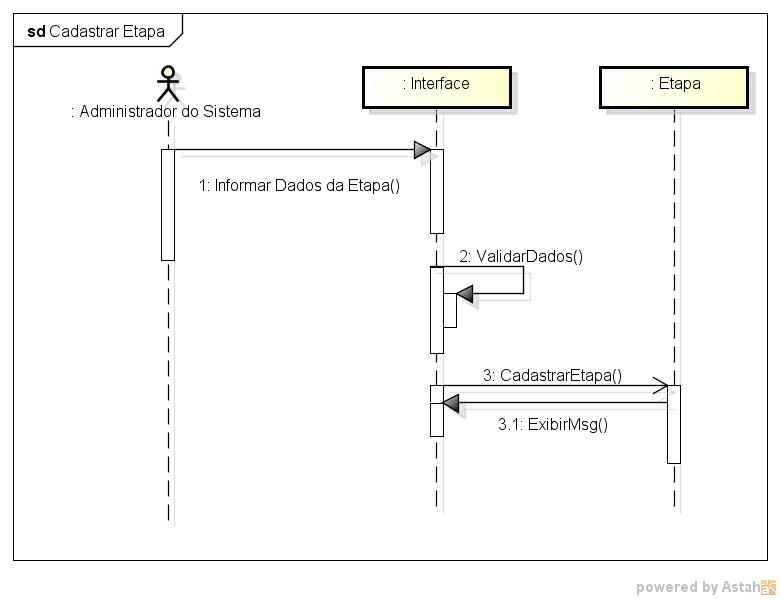 sd Cadastrar Etapa
: Administrador do Sistema
: Interface
: Etapa
1: Informar Dados da Etapa()
2: ValidarDados()
3: CadastrarEtapa()
3.1: ExibirMsg()
powered by Astah